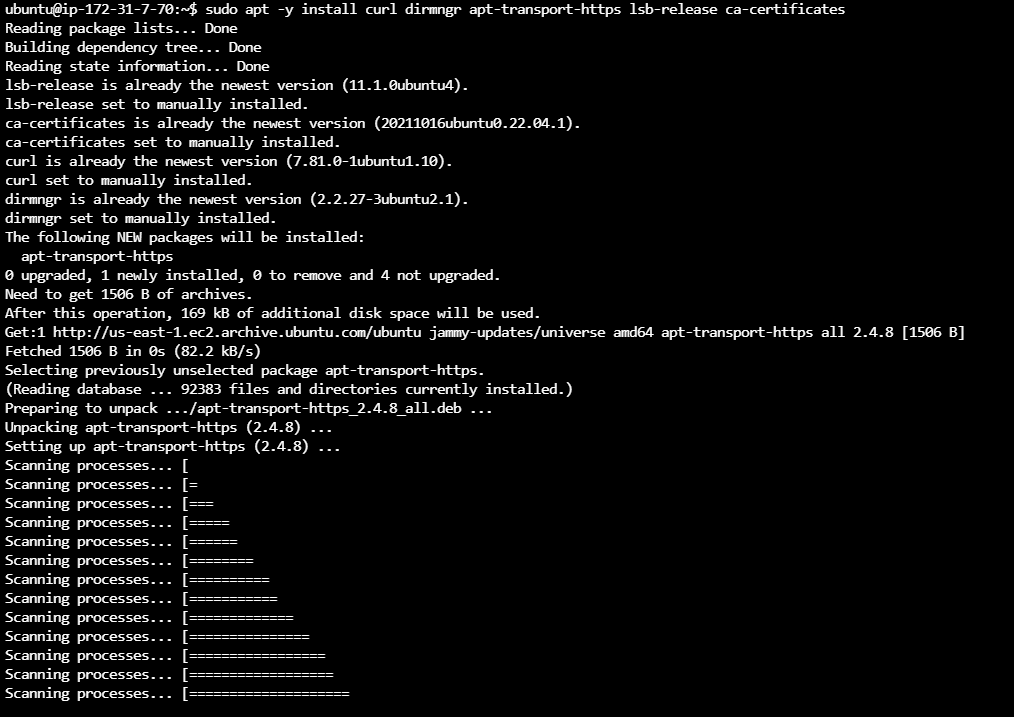 ubuntu@ip-172-31-7-70:~$ sudo apt -y install curl dirmngr apt-transport-https lsb-release ca-certificates
Reading package lists... Done
Building dependency tree... Done
Reading state information... Done
lsb-release is already the newest version (11.1.0ubuntu4).
lsb-release set to manually installed.
ca-certificates is already the newest version (20211016ubuntu0.22.04.1).
ca-certificates set to manually installed.
curl is already the newest version (7.81.0-1ubuntu1.10).
curl set to manually installed.
dirmngr is already the newest version (2.2.27-3ubuntu2.1).
dirmngr set to manually installed.
The following NEW packages will be installed:
  apt-transport-https
0 upgraded, 1 newly installed, 0 to remove and 4 not upgraded.
Need to get 1506 B of archives.
After this operation, 169 kB of additional disk space will be used.
Get:1 http://us-east-1.ec2.archive.ubuntu.com/ubuntu jammy-updates/universe amd64 apt-transport-https all 2.4.8 [1506 B]
Fetched 1506 B in 0s (82.2 kB/s)
Selecting previously unselected package apt-transport-https.
(Reading database ... 92383 files and directories currently installed.)
Preparing to unpack .../apt-transport-https_2.4.8_all.deb ...
Unpacking apt-transport-https (2.4.8) ...
Setting up apt-transport-https (2.4.8) ...
Scanning processes... [
Scanning processes... [=
Scanning processes... [===
Scanning processes... [=====
Scanning processes... [======
Scanning processes... [========
Scanning processes... [==========
Scanning processes... [===========
Scanning processes... [=============
Scanning processes... [===============
Scanning processes... [=================
Scanning processes... [==================
Scanning processes... [====================